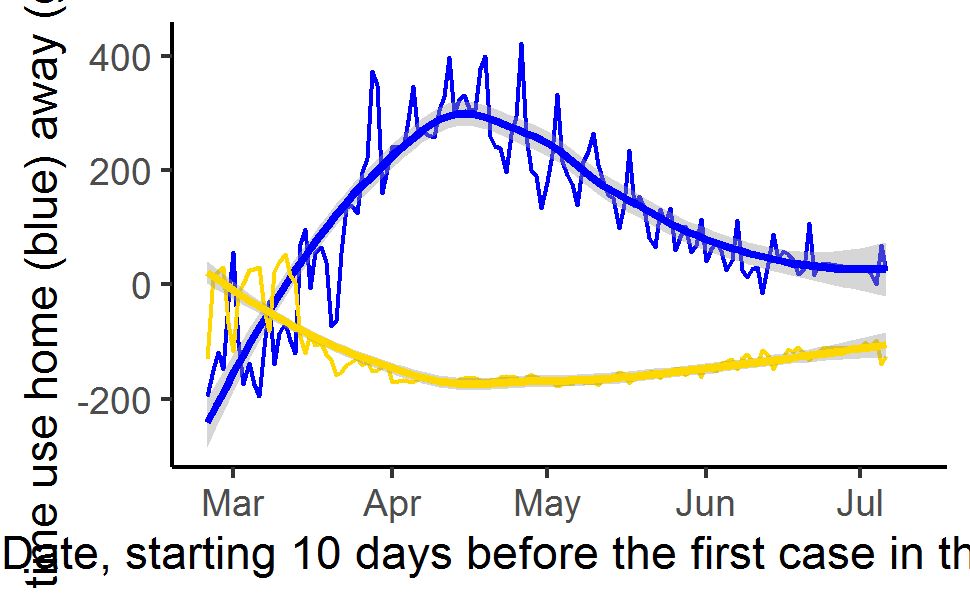 time use home (blue) away (g
400
200
0
-200
Mar Apr May Jun Jul
Date, starting 10 days before the first case in th